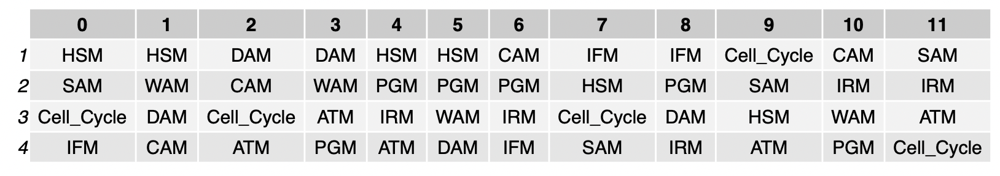 0 1 2 3 4 5 6 7 8 9 10 11
1 HSM HSM DAM DAM HSM HSM CAM IFM IFM Cell_Cycle CAM SAM
2 SAM WAM CAM WAM PGM PGM PGM HSM PGM SAM IRM IRM
3 Cell_Cycle DAM Cell_Cycle ATM IRM WAM IRM Cell_Cycle DAM HSM WAM ATM
4 IFM CAM ATM PGM ATM DAM IFM SAM IRM ATM PGM Cell_Cycle